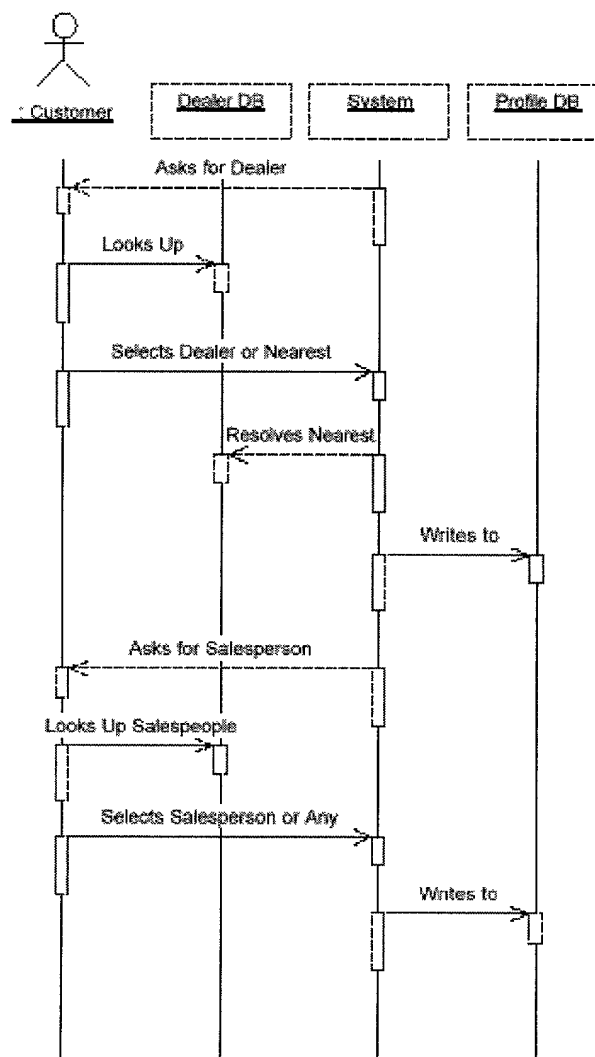 : Customer
Dealer DB
System
Profile DB
Asks for Dealer
Looks Up
Selects Dealer or Nearest
Resolves Nearest
Writes to
Asks for Salesperson
Looks Up Salespeople
Selects Salesperson or Any
Writes to